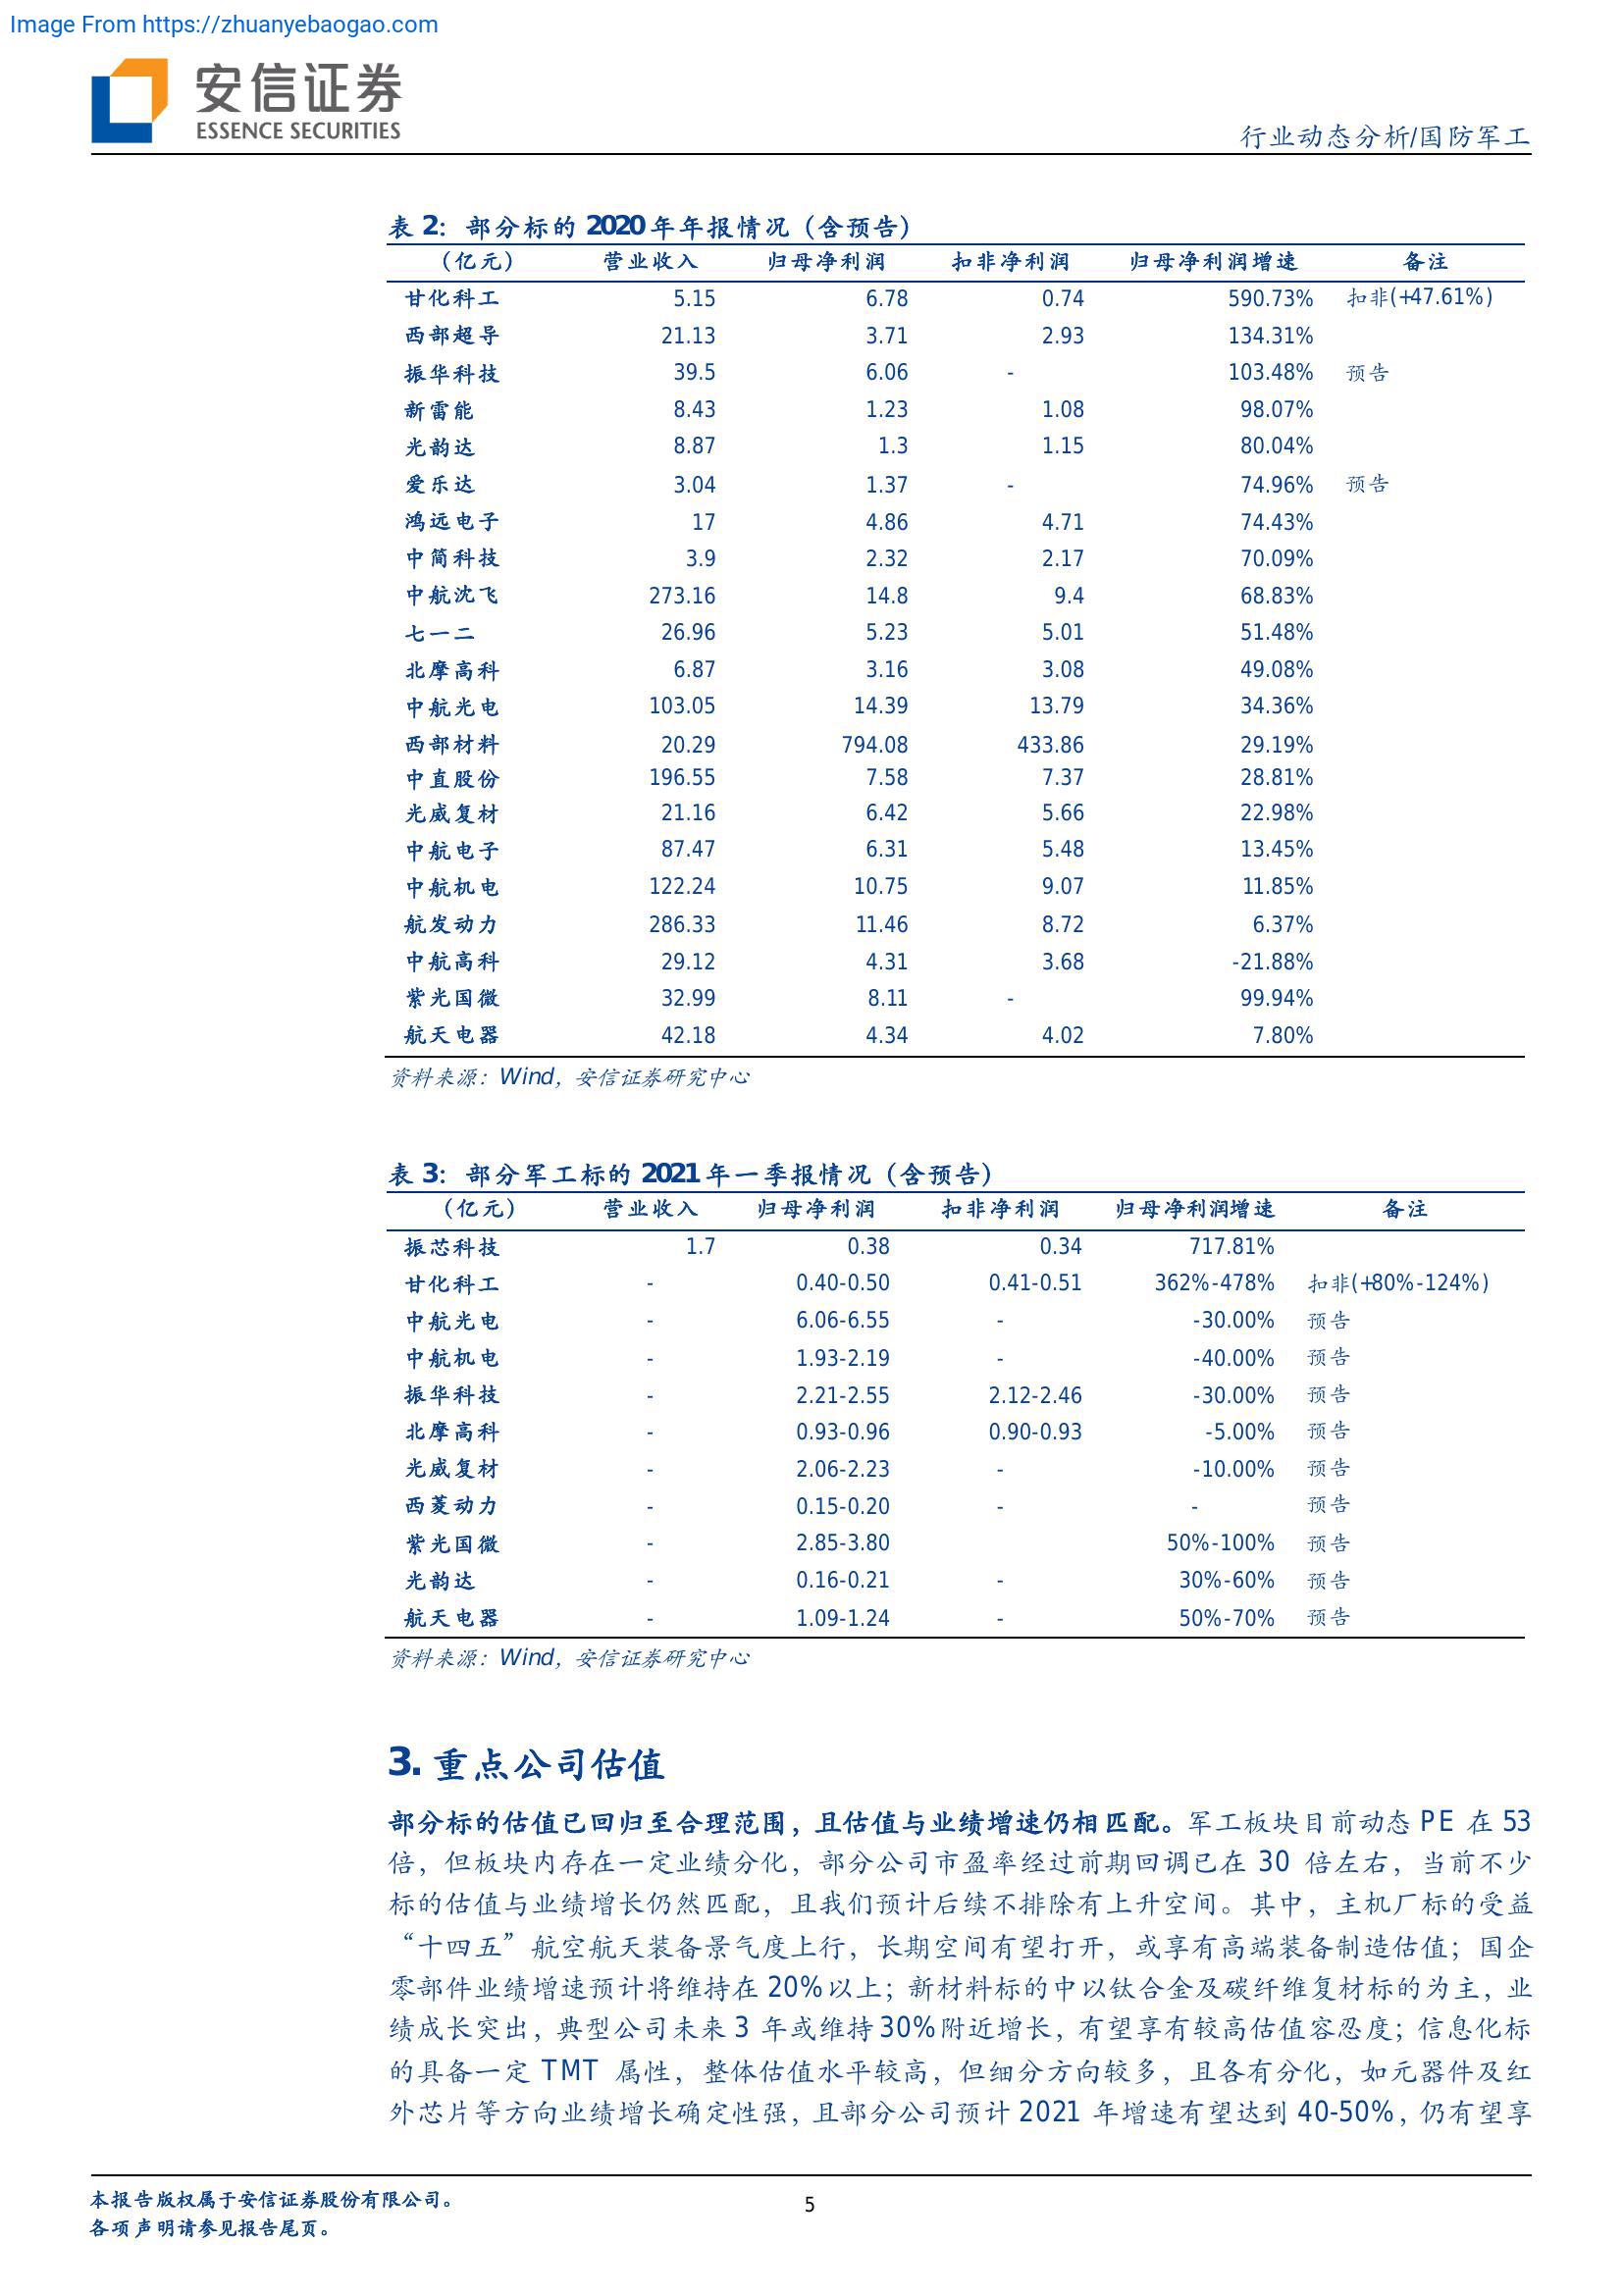 Image From https://zhuanyebaogao.com
安信证券
ESSENCE SECURITIES
行业动态分析/国防军工
表 2：部分标的 2020 年年报情况（含预告）
（亿元） 营业收入 归母净利润 扣非净利润 归母净利润增速 备注
甘化科工 5.15 6.78 0.74 590.73% 扣非(+47.61%)
西部超导 21.13 3.71 2.93 134.31%
振华科技 39.5 6.06 - 103.48% 预告
新雷能 8.43 1.23 1.08 98.07%
光韵达 8.87 1.3 1.15 80.04%
爱乐达 3.04 1.37 - 74.96% 预告
鸿远电子 17 4.86 4.71 74.43%
中简科技 3.9 2.32 2.17 70.09%
中航沈飞 273.16 14.8 9.4 68.83%
七一二 26.96 5.23 5.01 51.48%
北摩高科 6.87 3.16 3.08 49.08%
中航光电 103.05 14.39 13.79 34.36%
西部材料 20.29 794.08 433.86 29.19%
中直股份 196.55 7.58 7.37 28.81%
光威复材 21.16 6.42 5.66 22.98%
中航电子 87.47 6.31 5.48 13.45%
中航机电 122.24 10.75 9.07 11.85%
航发动力 286.33 11.46 8.72 6.37%
中航高科 29.12 4.31 3.68 -21.88%
紫光国微 32.99 8.11 - 99.94%
航天电器 42.18 4.34 4.02 7.80%
资料来源：Wind，安信证券研究中心
表 3：部分军工标的 2021 年一季报情况（含预告）
（亿元） 营业收入 归母净利润 扣非净利润 归母净利润增速 备注
振芯科技 1.7 0.38 0.34 717.81%
甘化科工 - 0.40-0.50 0.41-0.51 362%-478% 扣非(+80%-124%)
中航光电 - 6.06-6.55 - -30.00% 预告
中航机电 - 1.93-2.19 - -40.00% 预告
振华科技 - 2.21-2.55 2.12-2.46 -30.00% 预告
北摩高科 - 0.93-0.96 0.90-0.93 -5.00% 预告
光威复材 - 2.06-2.23 - -10.00% 预告
西菱动力 - 0.15-0.20 - - 预告
紫光国微 - 2.85-3.80 50%-100% 预告
光韵达 - 0.16-0.21 - 30%-60% 预告
航天电器 - 1.09-1.24 - 50%-70% 预告
资料来源：Wind，安信证券研究中心
3. 重点公司估值
部分标的估值已回归至合理范围，且估值与业绩增速仍相匹配。军工板块目前动态 PE 在 53
倍，但板块内存在一定业绩分化，部分公司市盈率经过前期回调已在 30 倍左右，当前不少
标的估值与业绩增长仍然匹配，且我们预计后续不排除有上升空间。其中，主机厂标的受益
“十四五”航空航天装备景气度上行，长期空间有望打开，或享有高端装备制造估值；国企
零部件业绩增速预计将维持在 20%以上；新材料标的中以钛合金及碳纤维复材标的为主，业
绩成长突出，典型公司未来 3 年或维持 30%附近增长，有望享有较高估值容忍度；信息化标
的具备一定 TMT 属性，整体估值水平较高，但细分方向较多，且各有分化，如元器件及红
外芯片等方向业绩增长确定性强，且部分公司预计 2021 年增速有望达到 40-50%，仍有望享
本报告版权属于安信证券股份有限公司。
各项声明请参见报告尾页。
5